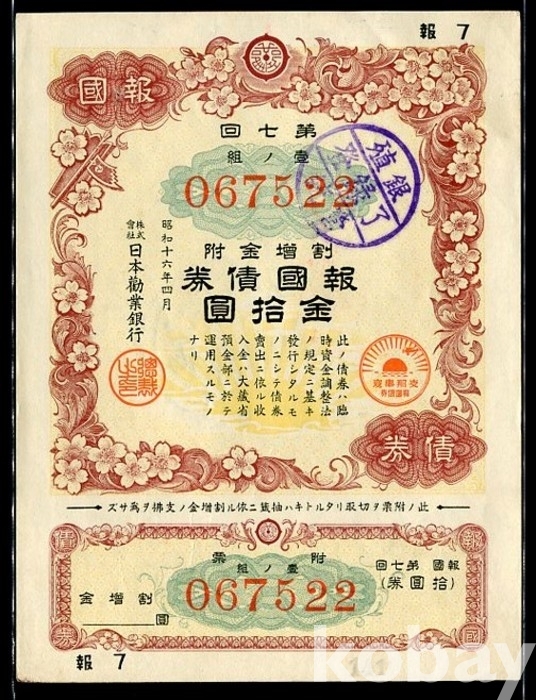 報 7
國報
第七回
壹ノ組
067522
殖銀
割增金附
報國債券
金拾圓
昭和十六年四月
株式會社 日本勸業銀行
此ノ債券ハ臨
時資金調整法
ノ規定ニ基キ
發行シタルモ
ノニシテ債券
賣出ニ依ル收
入金ハ大藏省
預金部ニ於テ
運用スルモノ
ナリ
債券
此ノ附票ヲ切取リタルトキハ抽籤ニ依ル割增金ノ支拂ヲ爲サズ
附票
壹ノ組
067522
報國 第七回
(拾圓券)
割增金
圓
報
國
債
券
報 7
kobay